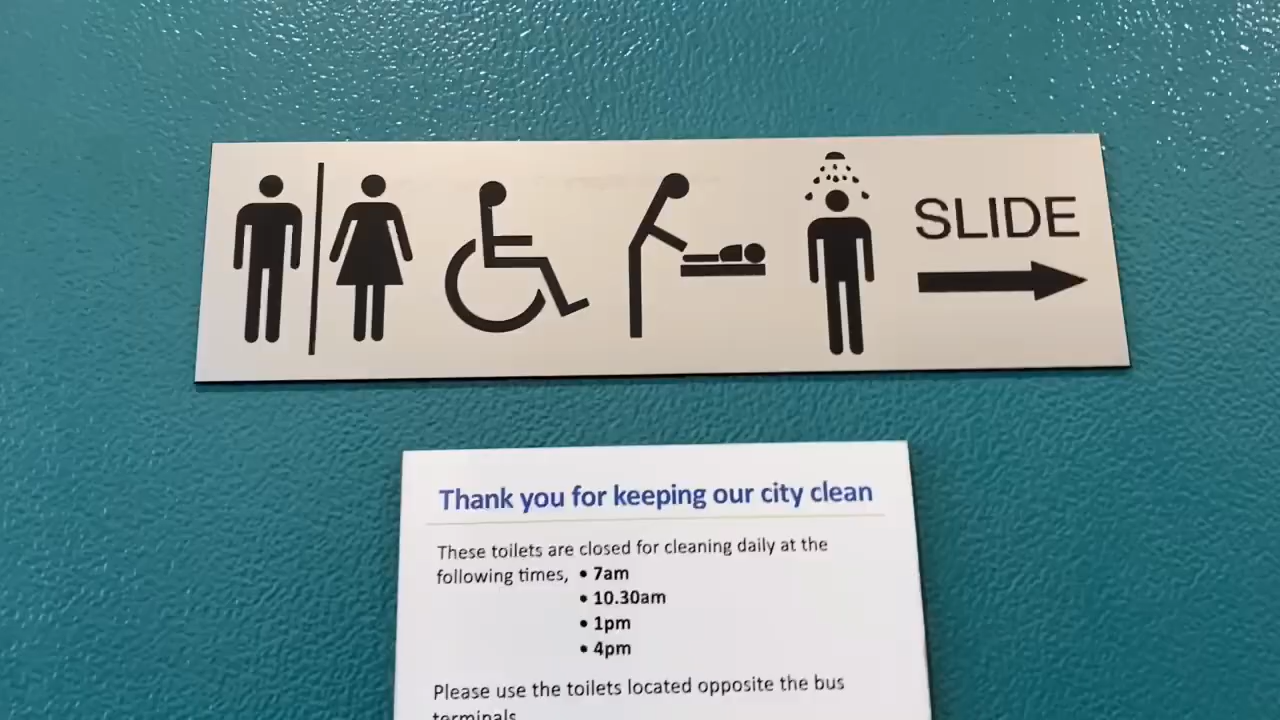 SLIDE
Thank you for keeping our city clean
These toilets are closed for cleaning daily at the
following times, • 7am
• 10.30am
• 1pm
• 4pm
Please use the toilets located opposite the bus
terminals